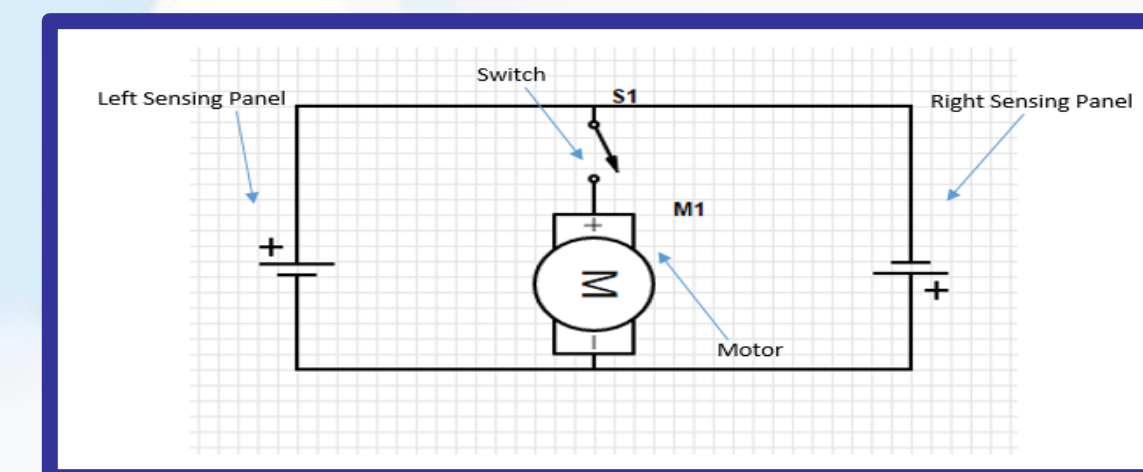 Switch
Left Sensing Panel
S1
Right Sensing Panel
M1
+
+
M
+
Motor